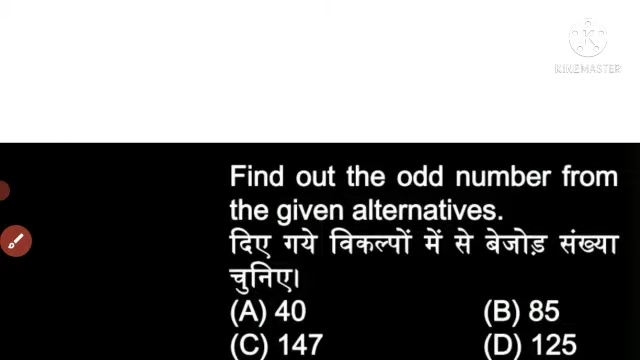 KINEMASTER
Find out the odd number from
the given alternatives.
दिए गये विकल्पों में से बेजोड़ संख्या
चुनिए।
(A) 40 (B) 85
(C) 147 (D) 125